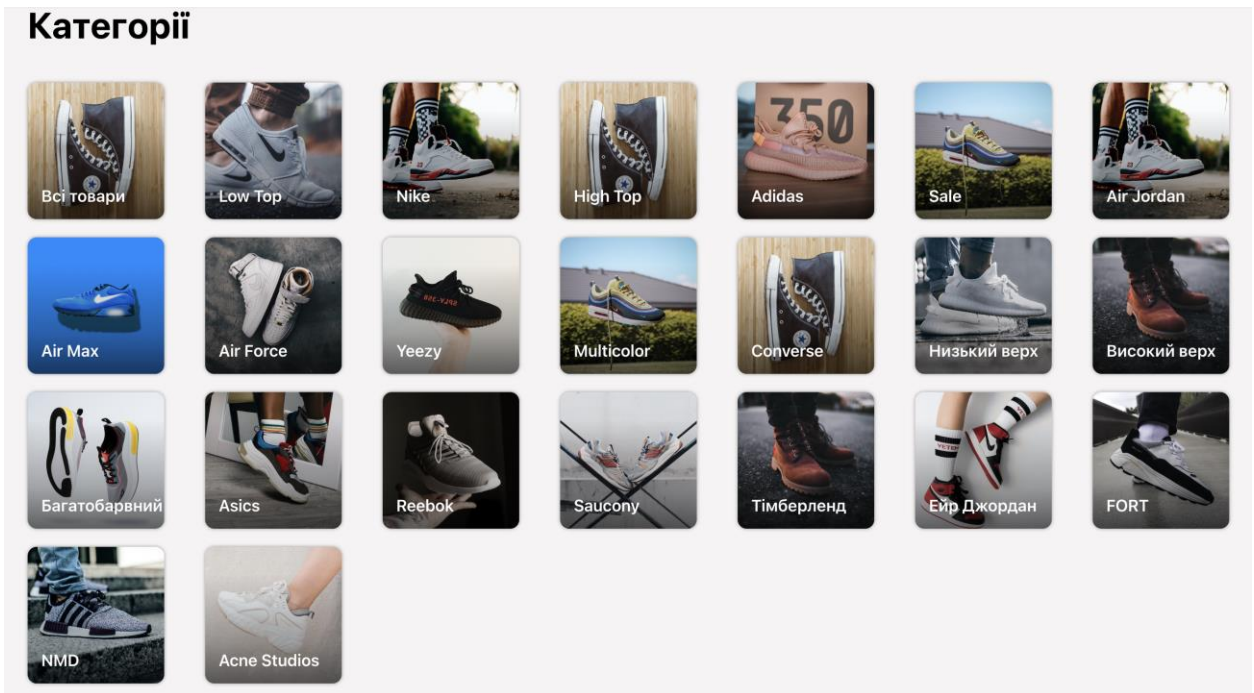 Категорії
Всі товари
Low Top
Nike
High Top
350
Adidas
Sale
Air Jordan
Air Max
Air Force
Yeezy
Multicolor
Converse
Низький верх
Високий верх
Багатобарвний
Asics
Reebok
Saucony
Тімберленд
Ейр Джордан
FORT
NMD
Acne Studios